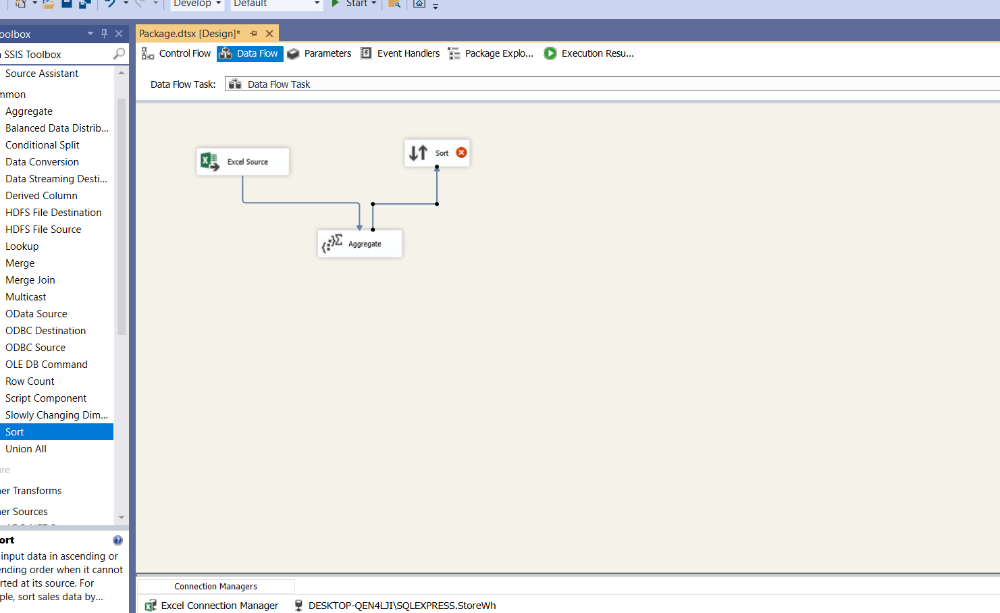 Develop Default Start
oolbox
SSIS Toolbox
Source Assistant
mmon
Aggregate
Balanced Data Distrib...
Conditional Split
Data Conversion
Data Streaming Desti...
Derived Column
HDFS File Destination
HDFS File Source
Lookup
Merge
Merge Join
Multicast
OData Source
ODBC Destination
ODBC Source
OLE DB Command
Row Count
Script Component
Slowly Changing Dim...
Sort
Union All
ure
er Transforms
er Sources
ort
input data in ascending or
ending order when it cannot
rted at its source. For
ple, sort sales data by...
Package.dtsx [Design]*
Control Flow Data Flow Parameters Event Handlers Package Explo... Execution Resu...
Data Flow Task: Data Flow Task
Excel Source
Sort
Aggregate
Connection Managers
Excel Connection Manager DESKTOP-QEN4LJI\SQLEXPRESS.StoreWh